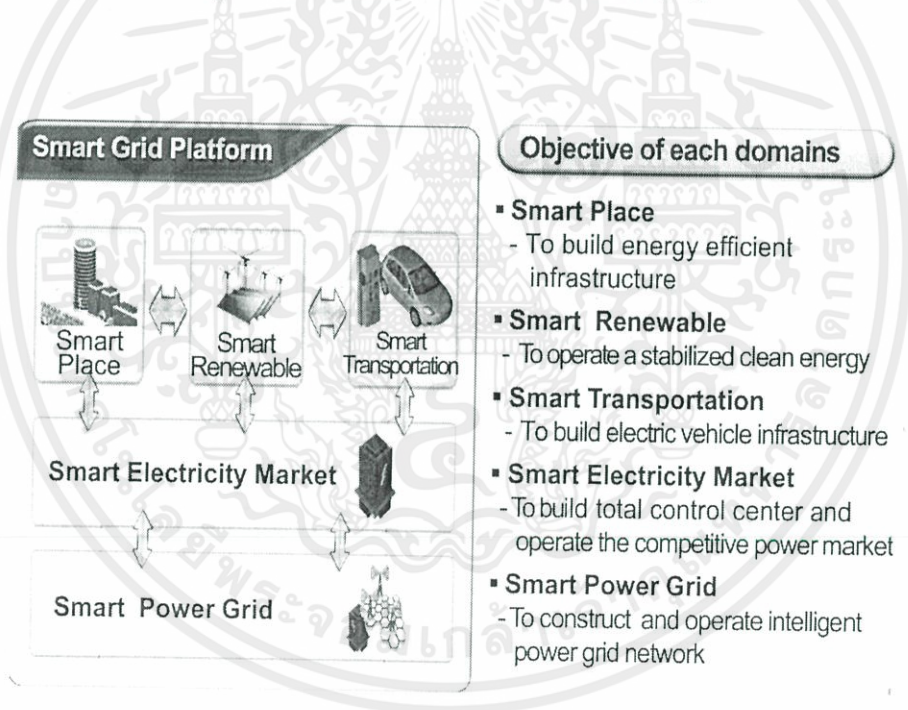 Smart Grid Platform
Smart
Place
Smart
Renewable
Smart
Transportation
Smart Electricity Market
Smart Power Grid
Objective of each domains
▪ Smart Place
- To build energy efficient
infrastructure
▪ Smart Renewable
- To operate a stabilized clean energy
▪ Smart Transportation
- To build electric vehicle infrastructure
▪ Smart Electricity Market
- To build total control center and
operate the competitive power market
▪ Smart Power Grid
- To construct and operate intelligent
power grid network